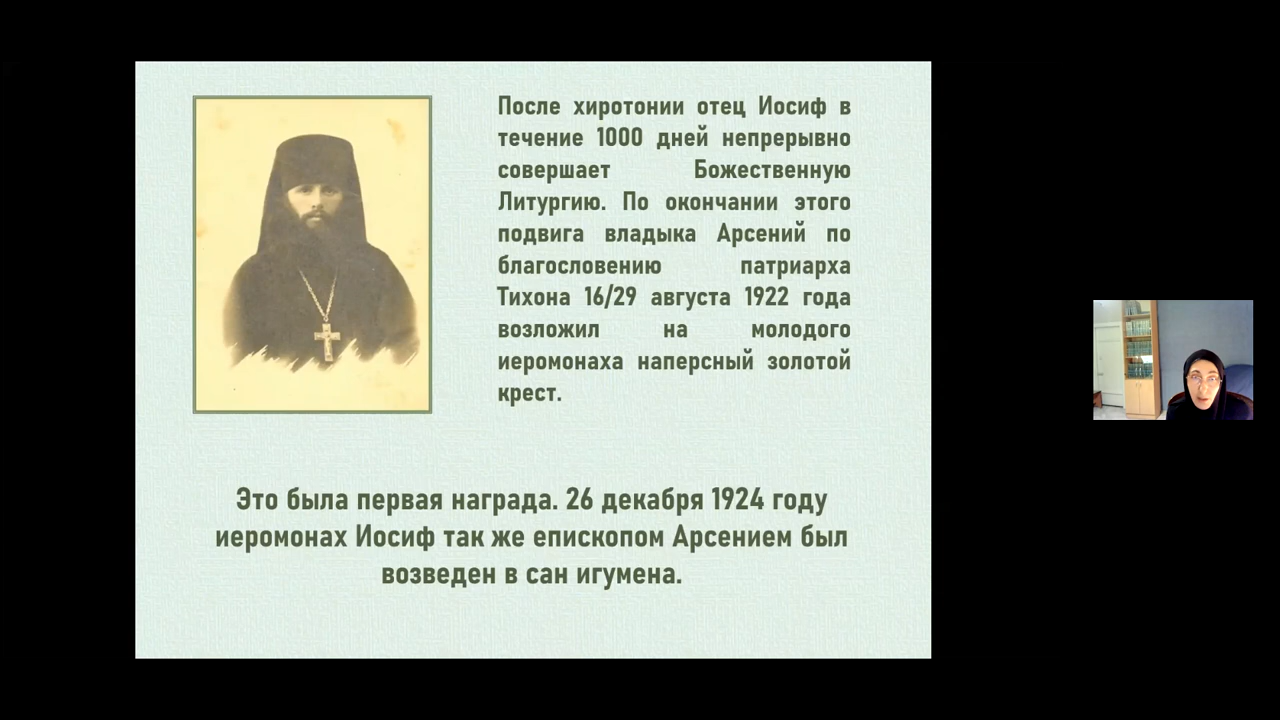 После хиротонии отец Иосиф в
течение 1000 дней непрерывно
совершает Божественную
Литургию. По окончании этого
подвига владыка Арсений по
благословению патриарха
Тихона 16/29 августа 1922 года
возложил на молодого
иеромонаха наперсный золотой
крест.
Это была первая награда. 26 декабря 1924 году
иеромонах Иосиф так же епископом Арсением был
возведен в сан игумена.